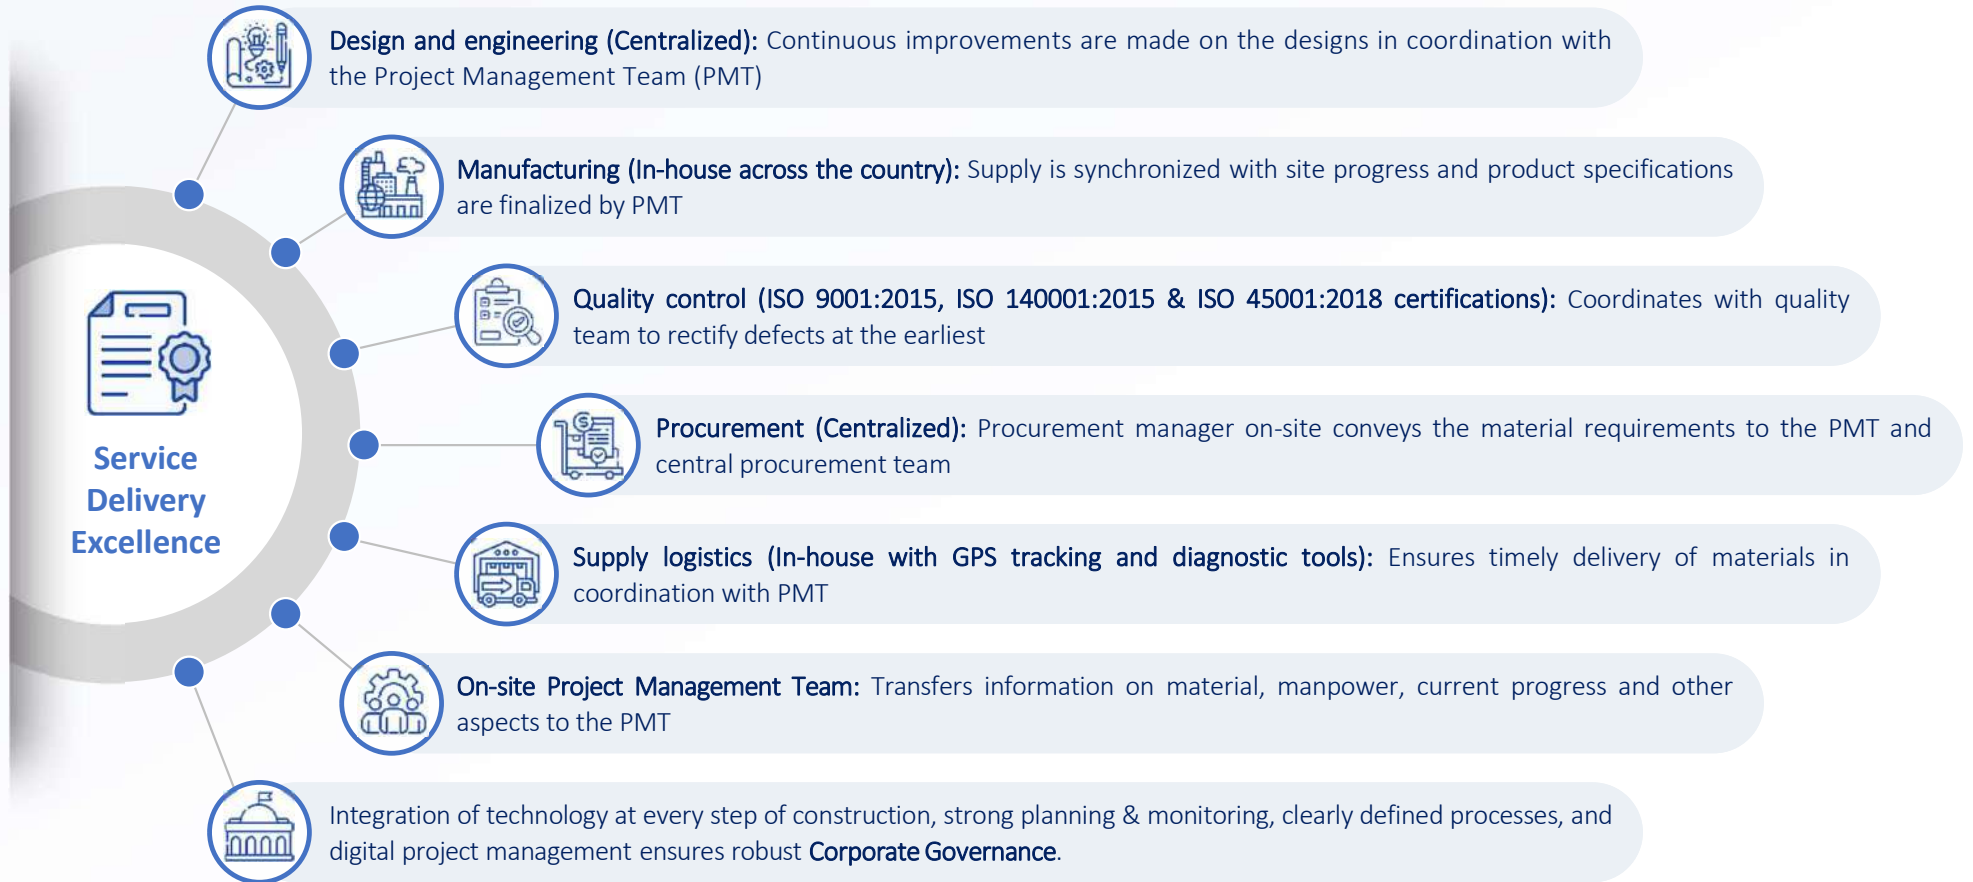 Design and engineering (Centralized): Continuous improvements are made on the designs in coordination with
the Project Management Team (PMT)
Manufacturing (In-house across the country): Supply is synchronized with site progress and product specifications
are finalized by PMT
Quality control (ISO 9001:2015, ISO 140001:2015 & ISO 45001:2018 certifications): Coordinates with quality
team to rectify defects at the earliest
Service
Delivery
Excellence
Procurement (Centralized): Procurement manager on-site conveys the material requirements to the PMT and
central procurement team
Supply logistics (In-house with GPS tracking and diagnostic tools): Ensures timely delivery of materials in
coordination with PMT
On-site Project Management Team: Transfers information on material, manpower, current progress and other
aspects to the PMT
Integration of technology at every step of construction, strong planning & monitoring, clearly defined processes, and
digital project management ensures robust Corporate Governance.